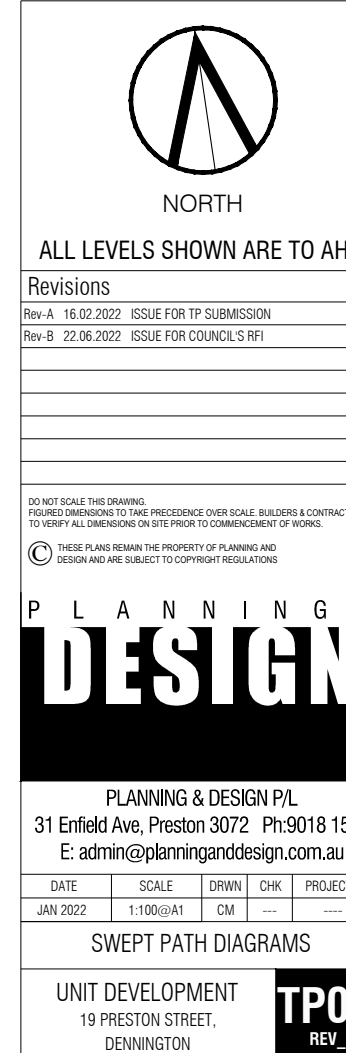 NORTH
ALL LEVELS SHOWN ARE TO AH
Revisions
Rev-A 16.02.2022 ISSUE FOR TP SUBMISSION
Rev-B 22.06.2022 ISSUE FOR COUNCIL'S RFI
DO NOT SCALE THIS DRAWING.
FIGURED DIMENSIONS TO TAKE PRECEDENCE OVER SCALE. BUILDERS & CONTRACT
TO VERIFY ALL DIMENSIONS ON SITE PRIOR TO COMMENCEMENT OF WORKS.
© THESE PLANS REMAIN THE PROPERTY OF PLANNING AND
DESIGN AND ARE SUBJECT TO COPYRIGHT REGULATIONS
PLANNING
DESIGN
PLANNING & DESIGN P/L
31 Enfield Ave, Preston 3072 Ph:9018 15
E: admin@planninganddesign.com.au
DATE SCALE DRWN CHK PROJEC
JAN 2022 1:100@A1 CM --- ----
SWEPT PATH DIAGRAMS
UNIT DEVELOPMENT
19 PRESTON STREET,
DENNINGTON
TP0
REV_